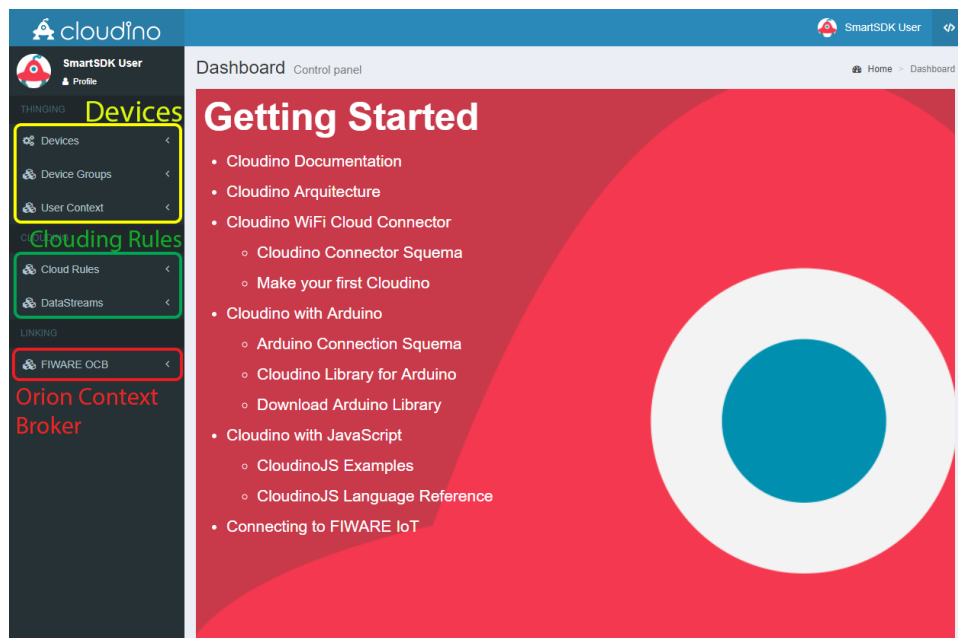 cloudino
SmartSDK User
</>
SmartSDK User
Profile
Dashboard Control panel
Home > Dashboard
THINGING
Devices
Devices
Device Groups
User Context
Clouding Rules
Cloud Rules
DataStreams
LINKING
FIWARE OCB
Orion Context
Broker
Getting Started
• Cloudino Documentation
• Cloudino Arquitecture
• Cloudino WiFi Cloud Connector
◦ Cloudino Connector Squema
◦ Make your first Cloudino
• Cloudino with Arduino
◦ Arduino Connection Squema
◦ Cloudino Library for Arduino
◦ Download Arduino Library
• Cloudino with JavaScript
◦ CloudinoJS Examples
◦ CloudinoJS Language Reference
• Connecting to FIWARE IoT